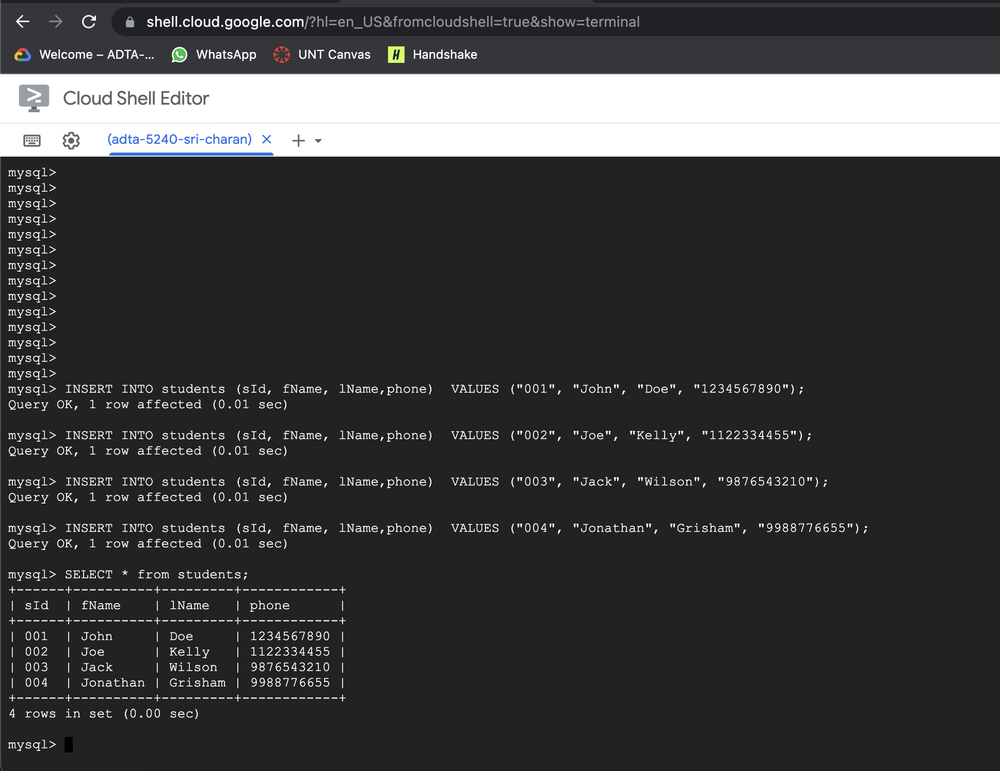 shell.cloud.google.com/?hl=en_US&fromcloudshell=true&show=terminal
Welcome – ADTA-... WhatsApp UNT Canvas Handshake
Cloud Shell Editor
(adta-5240-sri-charan)
mysql>
mysql>
mysql>
mysql>
mysql>
mysql>
mysql>
mysql>
mysql>
mysql>
mysql>
mysql>
mysql>
mysql>
mysql> INSERT INTO students (sId, fName, lName,phone)  VALUES ("001", "John", "Doe", "1234567890");
Query OK, 1 row affected (0.01 sec)
mysql> INSERT INTO students (sId, fName, lName,phone)  VALUES ("002", "Joe", "Kelly", "1122334455");
Query OK, 1 row affected (0.01 sec)
mysql> INSERT INTO students (sId, fName, lName,phone)  VALUES ("003", "Jack", "Wilson", "9876543210");
Query OK, 1 row affected (0.01 sec)
mysql> INSERT INTO students (sId, fName, lName,phone)  VALUES ("004", "Jonathan", "Grisham", "9988776655");
Query OK, 1 row affected (0.01 sec)
mysql> SELECT * from students;
+------+----------+---------+------------+
| sId  | fName    | lName   | phone      |
+------+----------+---------+------------+
| 001  | John     | Doe     | 1234567890 |
| 002  | Joe      | Kelly   | 1122334455 |
| 003  | Jack     | Wilson  | 9876543210 |
| 004  | Jonathan | Grisham | 9988776655 |
+------+----------+---------+------------+
4 rows in set (0.00 sec)
mysql>